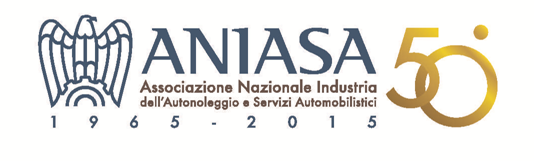 ANIASA
Associazione Nazionale Industria
dell'Autonoleggio e Servizi Automobilistici
1965-2015
50